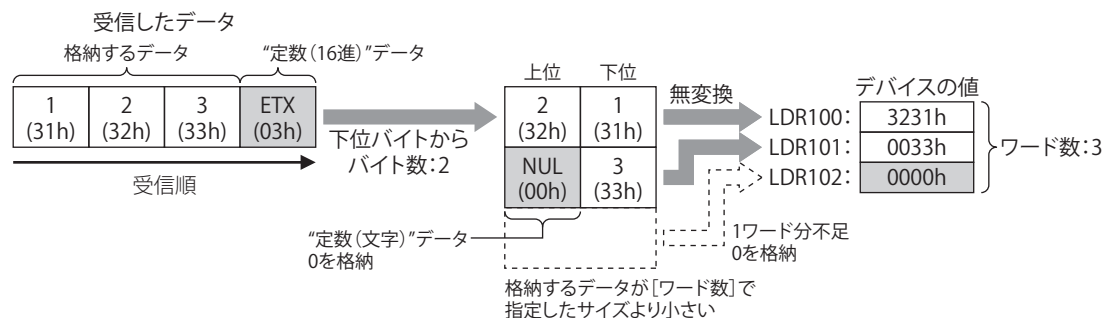 受信したデータ
格納するデータ
“定数(16進)”データ
1
(31h)
2
(32h)
3
(33h)
ETX
(03h)
受信順
下位バイトから
バイト数:2
上位
下位
2
(32h)
1
(31h)
NUL
(00h)
3
(33h)
“定数(文字)”データ
0を格納
格納するデータが[ワード数]で
指定したサイズより小さい
無変換
1ワード分不足
0を格納
デバイスの値
LDR100: 3231h
LDR101: 0033h
LDR102: 0000h
ワード数:3